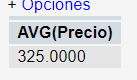 + Opciones
AVG(Precio)
325.0000